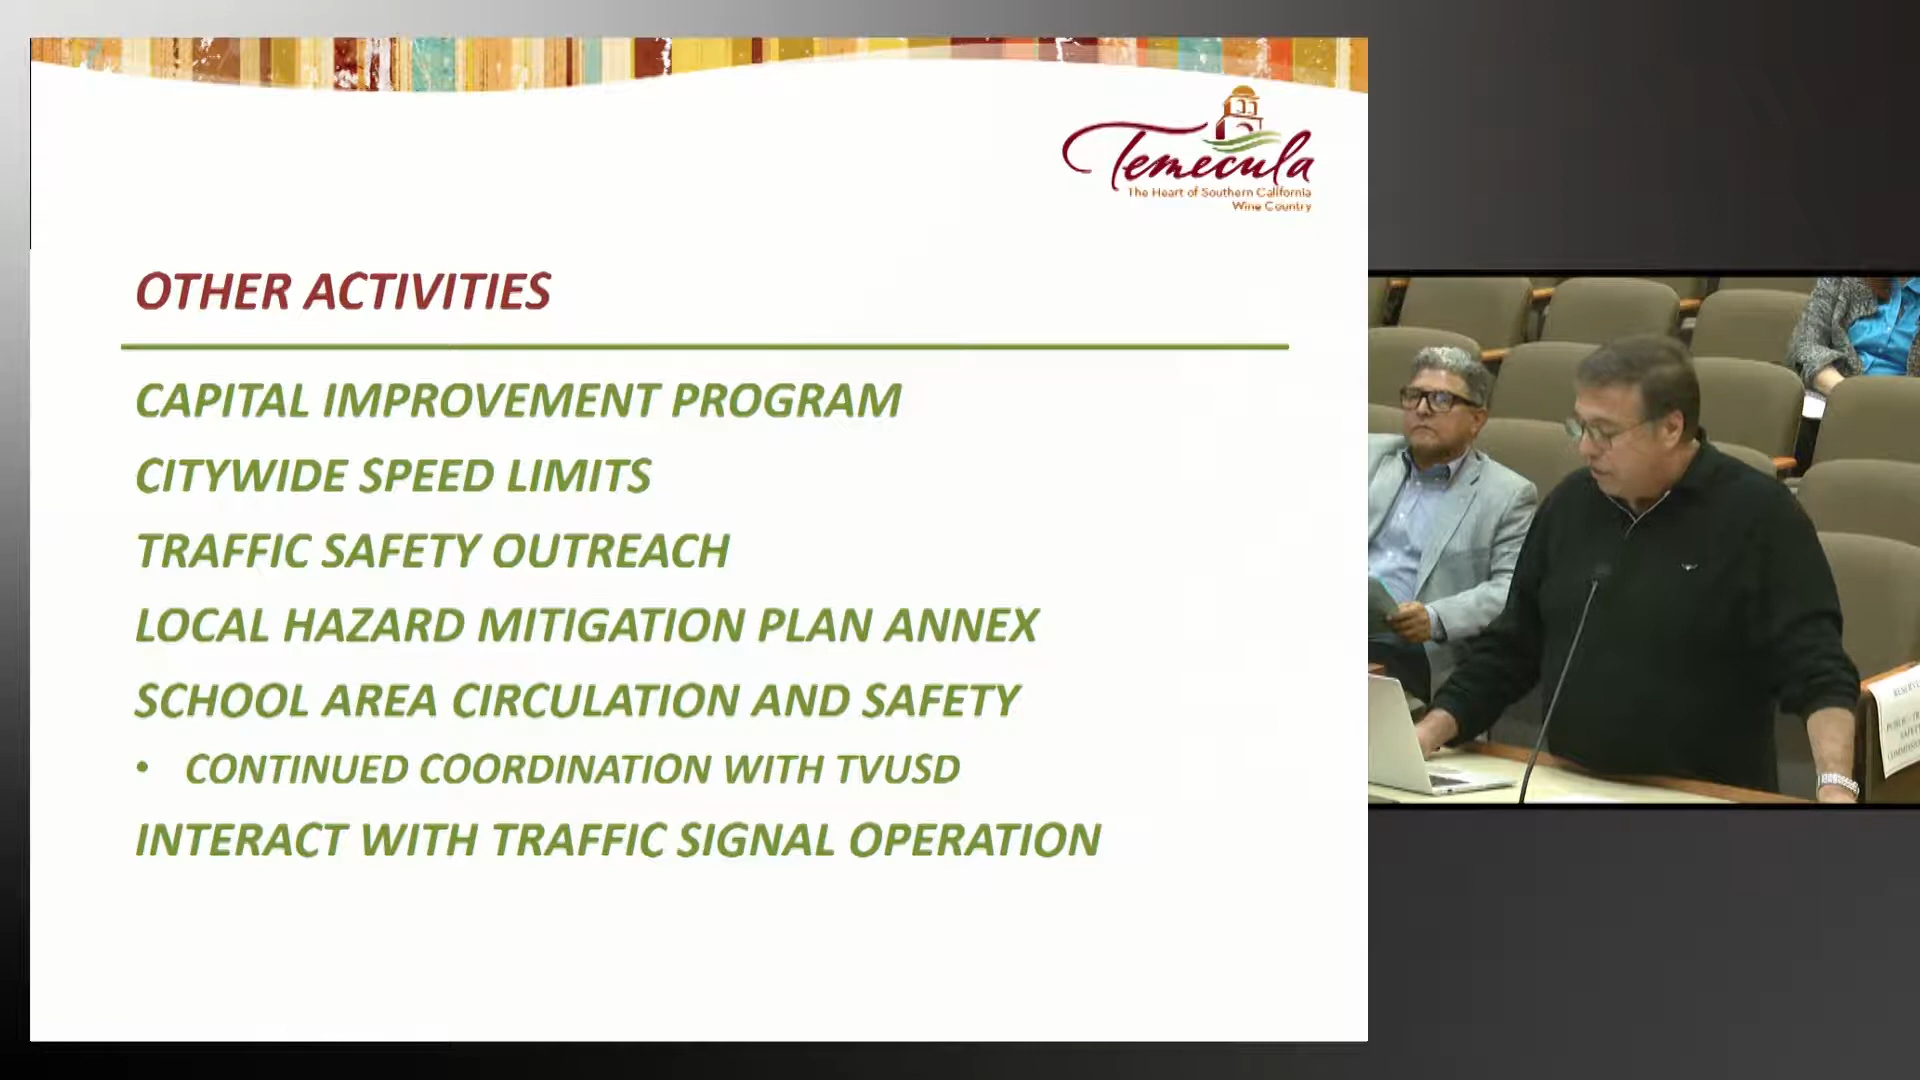 Temecula
The Heart of Southern California
Wine Country
OTHER ACTIVITIES
CAPITAL IMPROVEMENT PROGRAM
CITYWIDE SPEED LIMITS
TRAFFIC SAFETY OUTREACH
LOCAL HAZARD MITIGATION PLAN ANNEX
SCHOOL AREA CIRCULATION AND SAFETY
• CONTINUED COORDINATION WITH TVUSD
INTERACT WITH TRAFFIC SIGNAL OPERATION